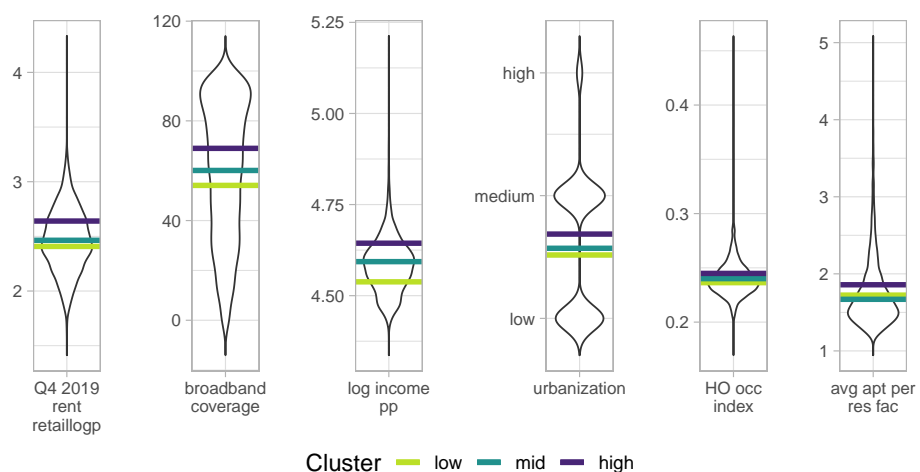 4
3
2
Q4 2019
rent
retaillogp
120
80
40
0
broadband
coverage
5.25
5.00
4.75
4.50
log income
pp
high
medium
low
urbanization
0.4
0.3
0.2
HO occ
index
5
4
3
2
1
avg apt per
res fac
Cluster low mid high